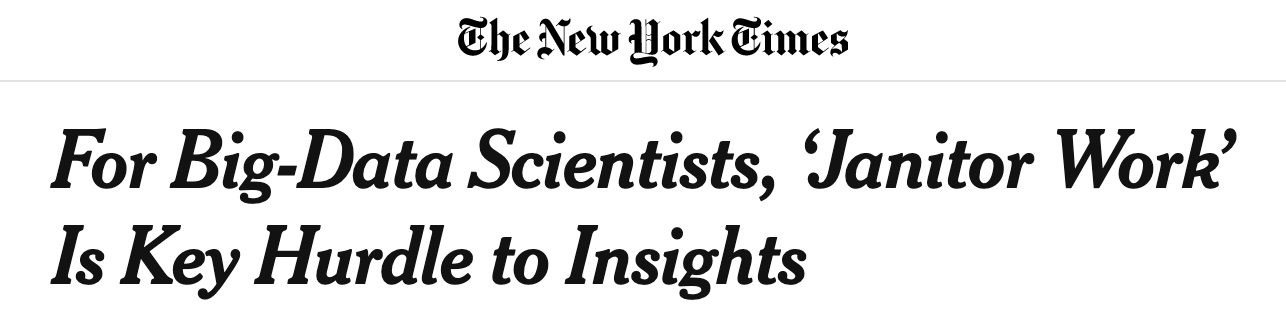 The New York Times
For Big-Data Scientists, ‘Janitor Work’
Is Key Hurdle to Insights